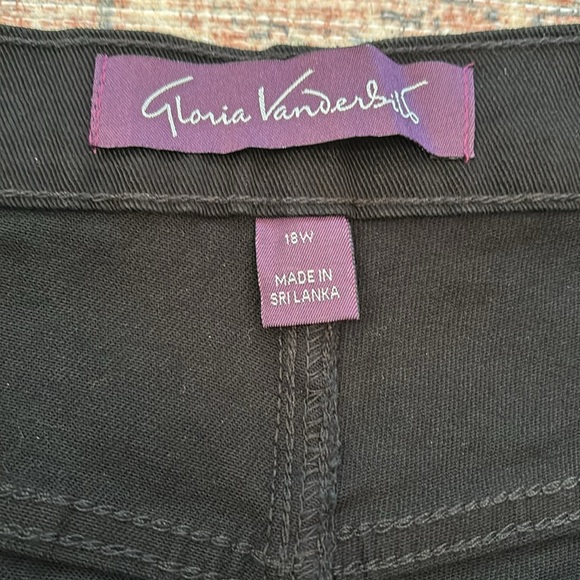 Gloria Vanderbilt
18W
MADE IN
SRI LANKA